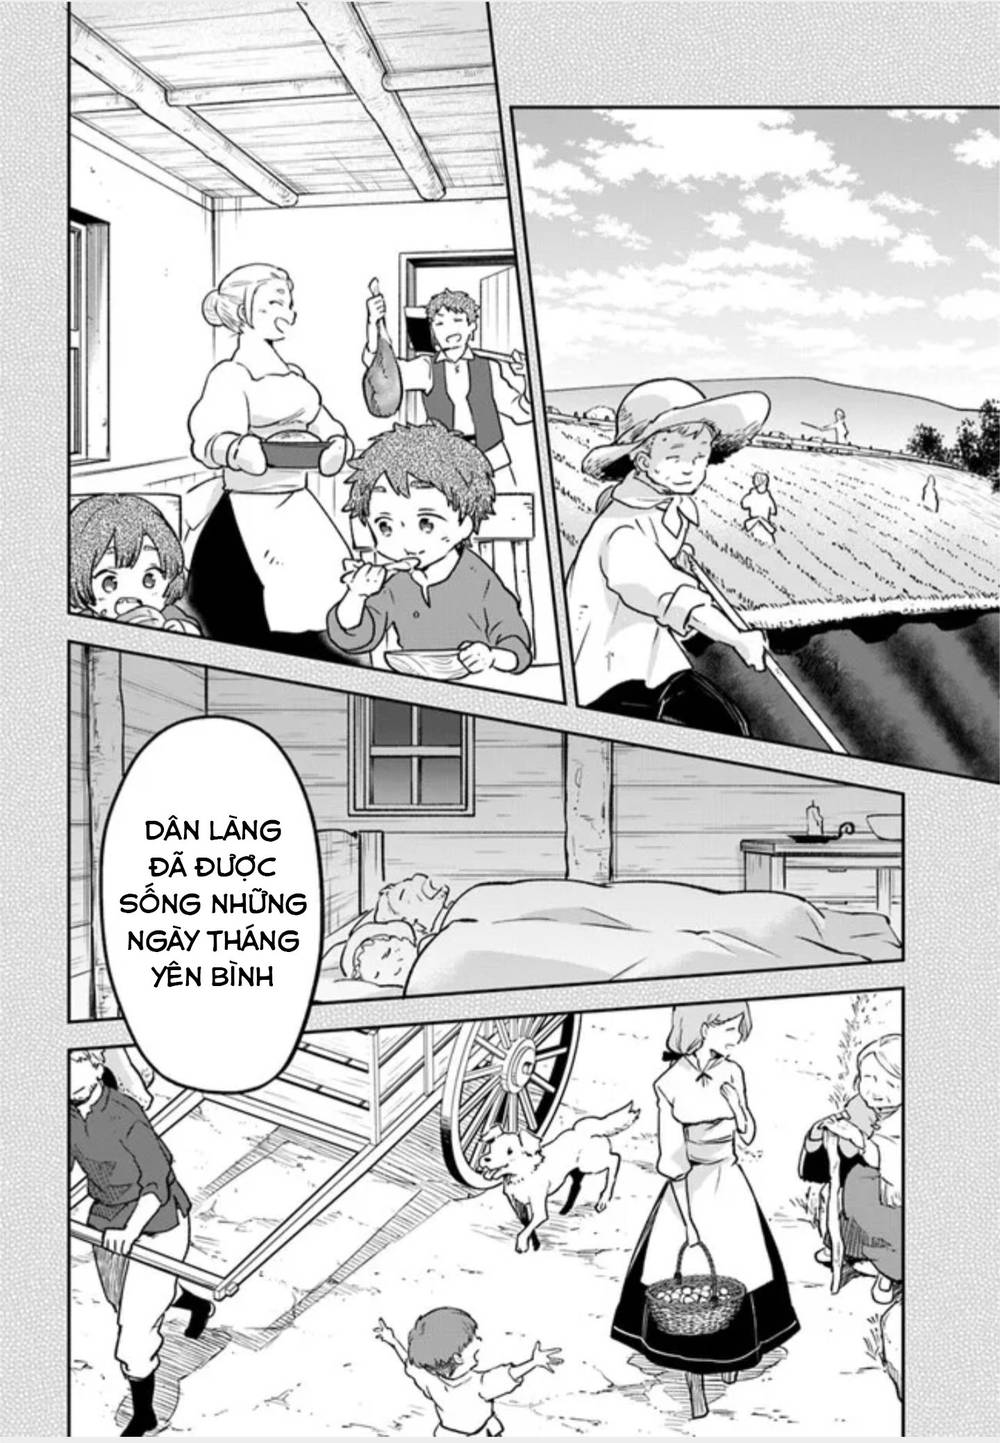 DÂN LÀNG
ĐÃ ĐƯỢC
SỐNG NHỮNG
NGÀY THÁNG
YÊN BÌNH